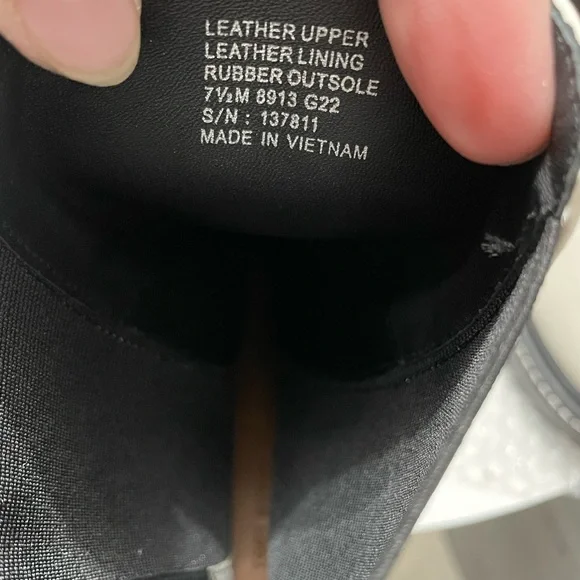 LEATHER UPPER
LEATHER LINING
RUBBER OUTSOLE
7½M 8913 G22
S/N : 137811
MADE IN VIETNAM